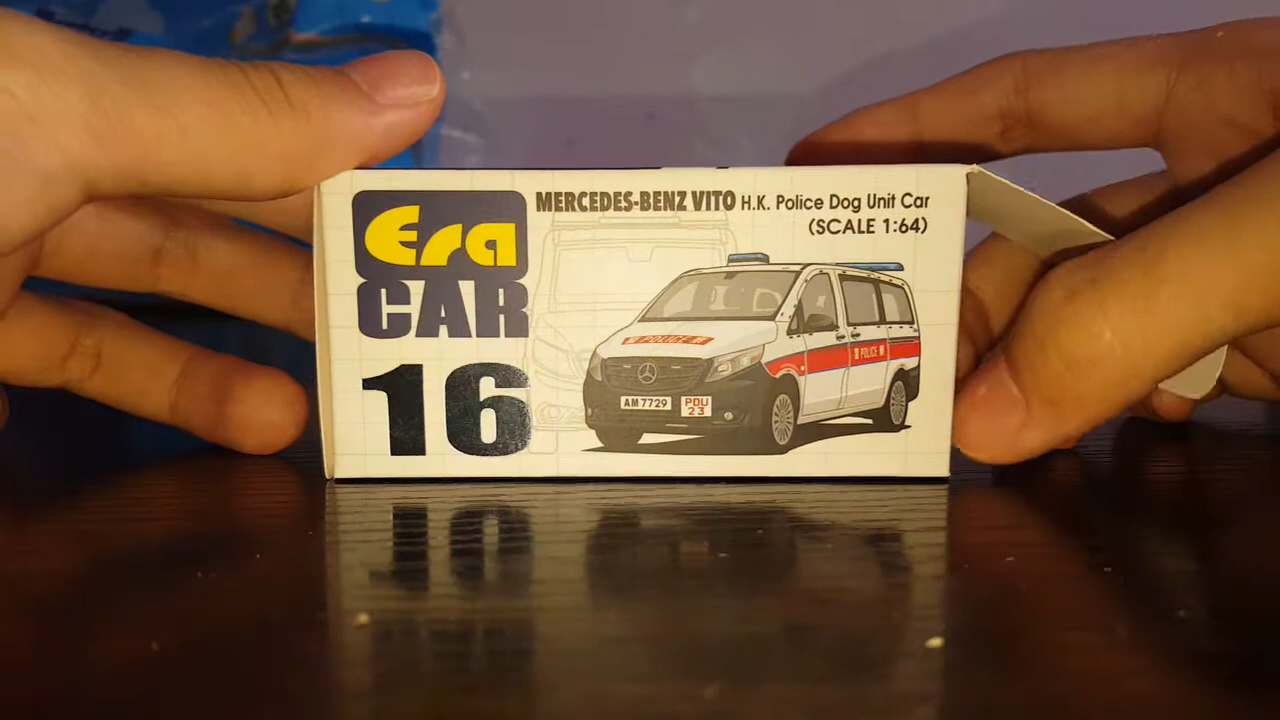 Era
CAR
16
MERCEDES-BENZ VITO H.K. Police Dog Unit Car
(SCALE 1:64)
POLICE
POLICE
AM 7729
PDU
23